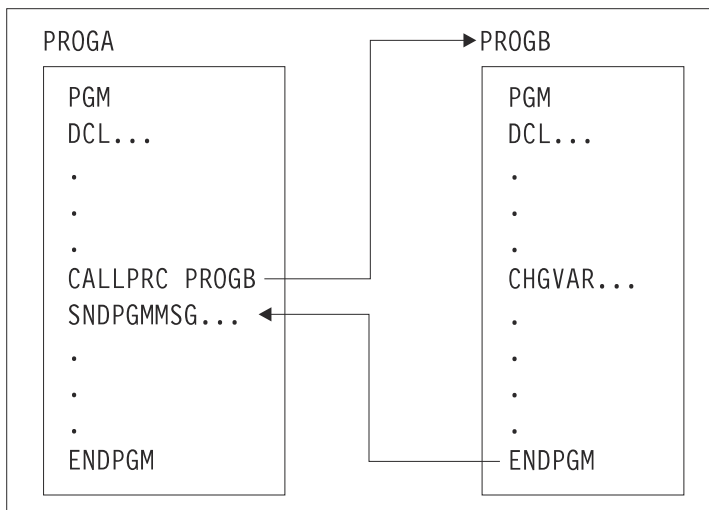 PROGA
PGM
DCL...
.
.
.
CALLPRC PROGB
SNDPGMMSG...
.
.
.
ENDPGM
PROGB
PGM
DCL...
.
.
.
CHGVAR...
.
.
.
.
ENDPGM